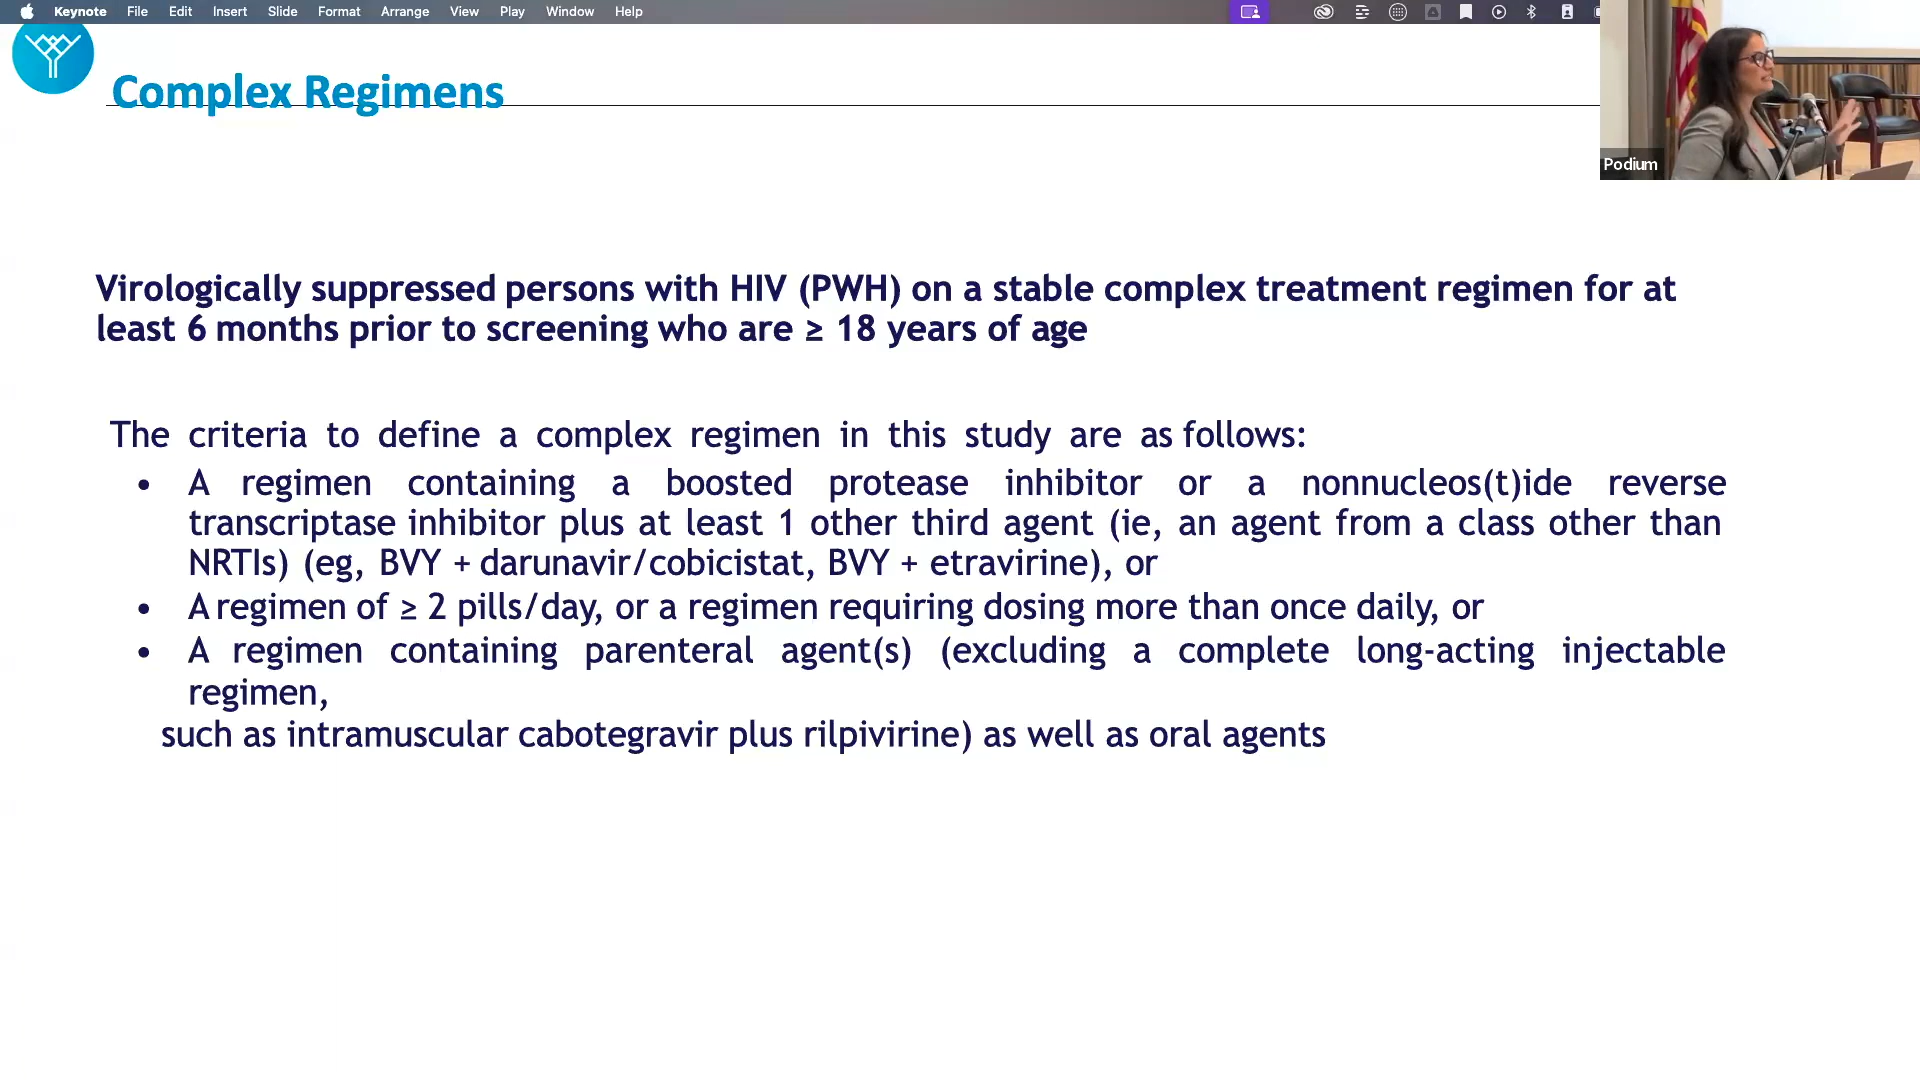 Keynote File Edit Insert Slide Format Arrange View Play Window Help
Complex Regimens
Podium
Virologically suppressed persons with HIV (PWH) on a stable complex treatment regimen for at
least 6 months prior to screening who are ≥ 18 years of age
The criteria to define a complex regimen in this study are as follows:
• A regimen containing a boosted protease inhibitor or a nonnucleos(t)ide reverse
transcriptase inhibitor plus at least 1 other third agent (ie, an agent from a class other than
NRTIs) (eg, BVY + darunavir/cobicistat, BVY + etravirine), or
• A regimen of ≥ 2 pills/day, or a regimen requiring dosing more than once daily, or
• A regimen containing parenteral agent(s) (excluding a complete long-acting injectable
regimen,
such as intramuscular cabotegravir plus rilpivirine) as well as oral agents